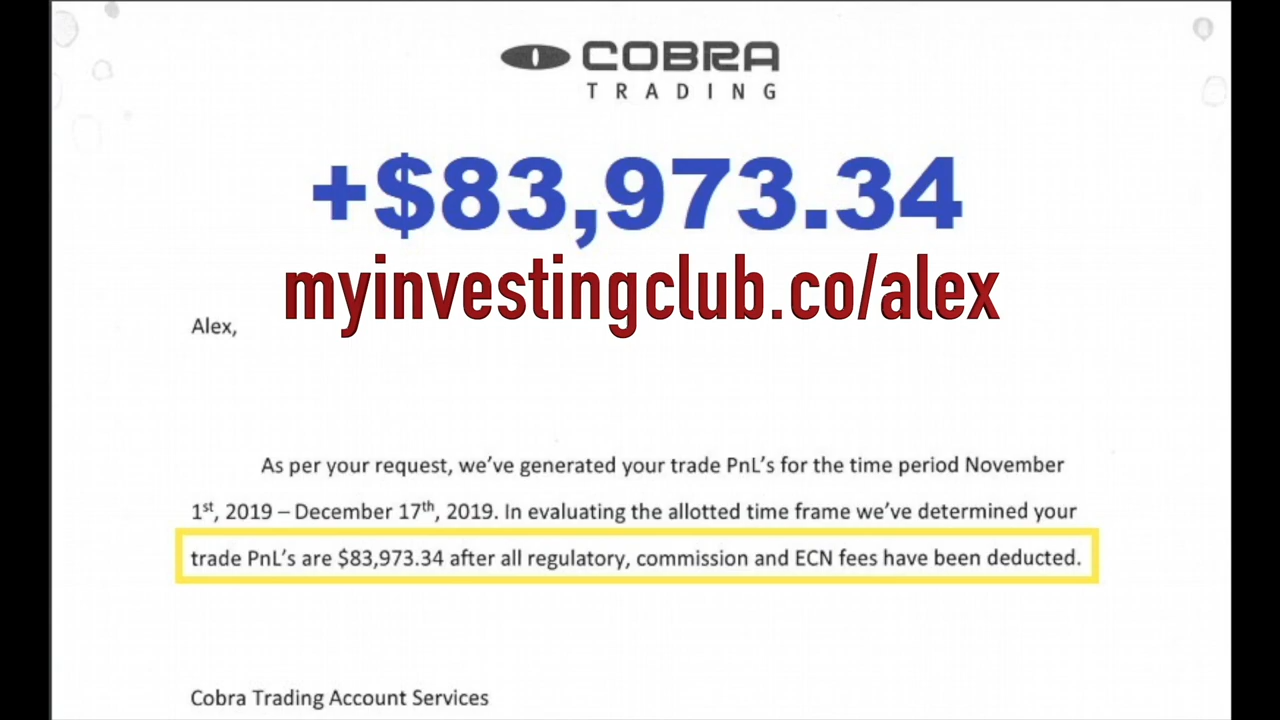 COBRA
TRADING
+$83,973.34
myinvestingclub.co/alex
Alex,
As per your request, we’ve generated your trade PnL’s for the time period November
1st, 2019 – December 17th, 2019. In evaluating the allotted time frame we’ve determined your
trade PnL’s are $83,973.34 after all regulatory, commission and ECN fees have been deducted.
Cobra Trading Account Services